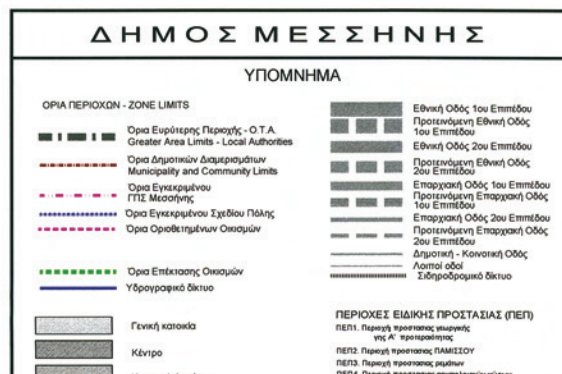 ΔΗΜΟΣ ΜΕΣΣΗΝΗΣ
ΥΠΟΜΝΗΜΑ
ΟΡΙΑ ΠΕΡΙΟΧΩΝ - ZONE LIMITS
Όρια Ευρύτερης Περιοχής - Ο.Τ.Α.
Greater Area Limits - Local Authorities
Όρια Δημοτικών Διαμερισμάτων
Municipality and Community Limits
Όρια Εγκεκριμένου
ΓΠΣ Μεσσήνης
Όρια Εγκεκριμένου Σχεδίου Πόλης
Όρια Οριοθετημένων Οικισμών
Όρια Επέκτασης Οικισμών
Υδρογραφικό δίκτυο
Γενική κατοικία
Κέντρο
Εθνική Οδός 1ου Επιπέδου
Προτεινόμενη Εθνική Οδός
1ου Επιπέδου
Εθνική Οδός 2ου Επιπέδου
Προτεινόμενη Εθνική Οδός
2ου Επιπέδου
Επαρχιακή Οδός 1ου Επιπέδου
Προτεινόμενη Επαρχιακή Οδός
1ου Επιπέδου
Επαρχιακή Οδός 2ου Επιπέδου
Προτεινόμενη Επαρχιακή Οδός
2ου Επιπέδου
Δημοτική - Κοινοτική Οδός
Λοιποί οδοί
Σιδηροδρομικό δίκτυο
ΠΕΡΙΟΧΕΣ ΕΙΔΙΚΗΣ ΠΡΟΣΤΑΣΙΑΣ (ΠΕΠ)
ΠΕΠ1. Περιοχή προστασίας γεωργικής
γης Α' προτεραιότητας
ΠΕΠ2. Περιοχή προστασίας ΠΑΜΙΣΣΟΥ
ΠΕΠ3. Περιοχή προστασίας ρεμάτων